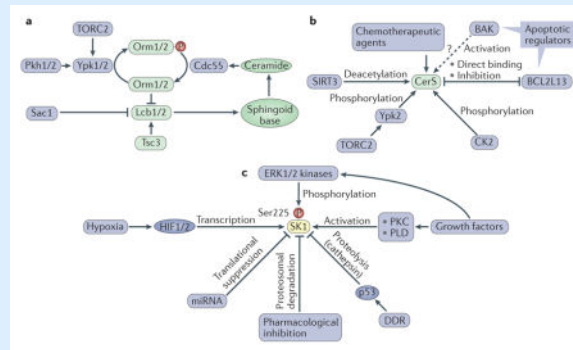 a
TORC2
Orm1/2
P
Pkh1/2
Ypk1/2
Cdc55
Ceramide
Orm1/2
Sac1
Lcb1/2
Sphingoid
base
Tsc3
b
Chemotherapeutic
agents
BAK
Apoptotic
regulators
?
Activation
• Direct binding
• Inhibition
SIRT3
Deacetylation
CerS
BCL2L13
Phosphorylation
Ypk2
Phosphorylation
TORC2
CK2
c
ERK1/2 kinases
Phosphorylation
Ser225
P
Hypoxia
HIF1/2
Transcription
SK1
Activation
• PKC
• PLD
Growth factors
Translational
suppression
Proteosomal
degradation
Proteolysis
(cathepsin)
p53
miRNA
Pharmacological
inhibition
DDR